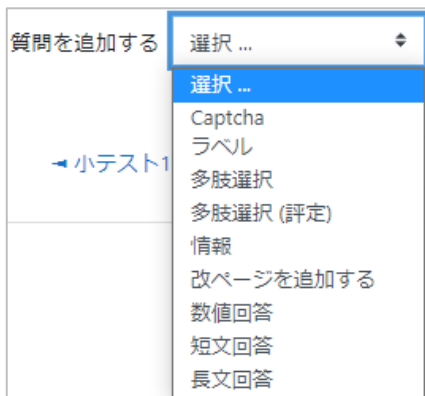 質問を追加する 選択 ...
選択 ...
Captcha
ラベル
◄ 小テスト1
多肢選択
多肢選択 (評定)
情報
改ページを追加する
数値回答
短文回答
長文回答